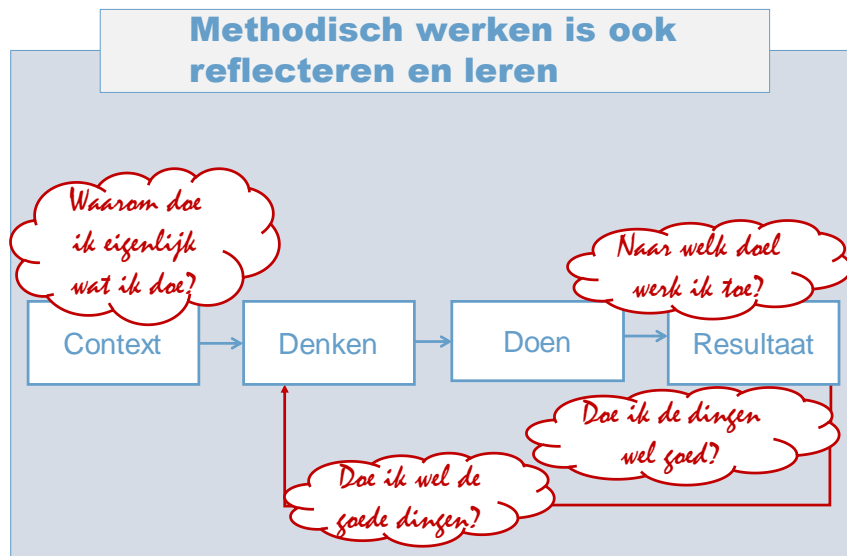 Methodisch werken is ook
reflecteren en leren
Waarom doe
ik eigenlijk
wat ik doe?
Naar welk doel
werk ik toe?
Context
Denken
Doen
Resultaat
Doe ik de dingen
wel goed?
Doe ik wel de
goede dingen?